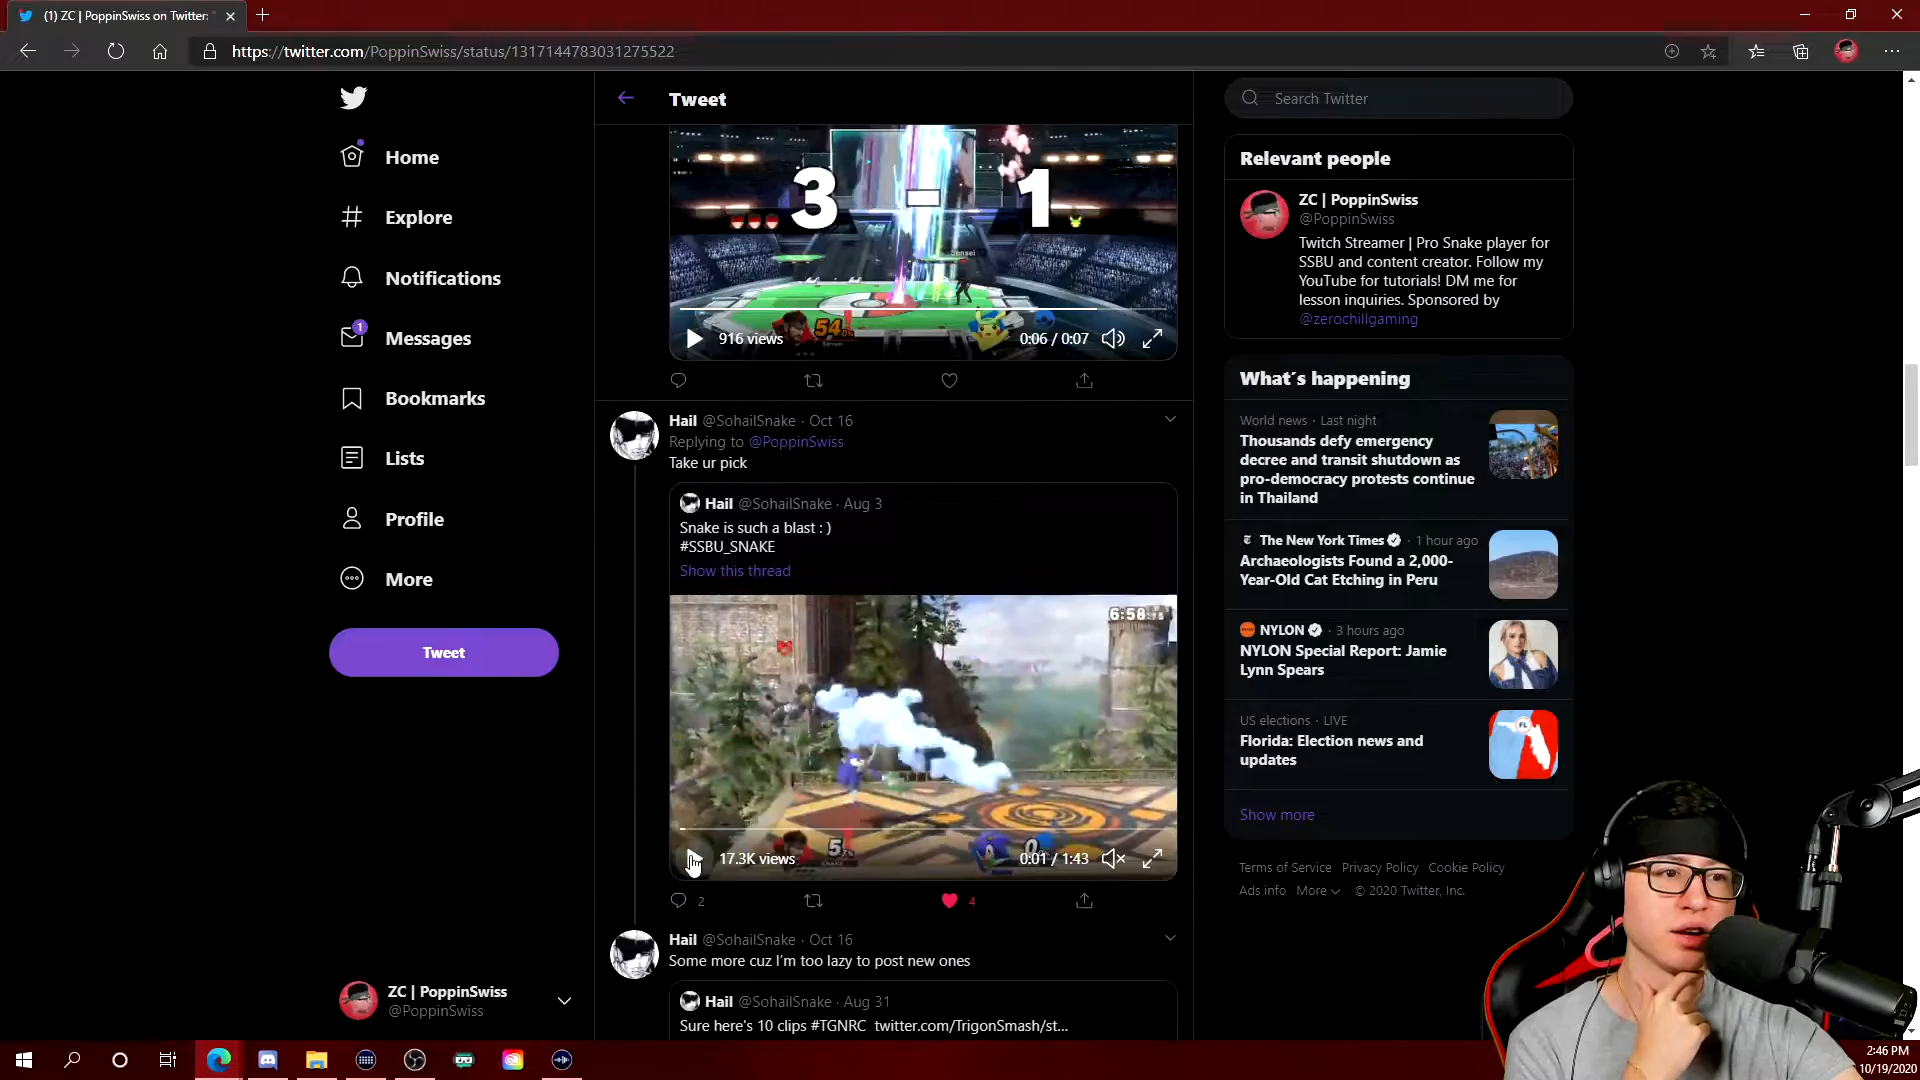 (1) ZC | PoppinSwiss on Twitter: "
https://twitter.com/PoppinSwiss/status/1317144783031275522
Home
Explore
Notifications
1
Messages
Bookmarks
Lists
Profile
More
Tweet
ZC | PoppinSwiss
@PoppinSwiss
Tweet
3 - 1
Sensei
54
916 views
0:06 / 0:07
Hail @SohailSnake · Oct 16
Replying to @PoppinSwiss
Take ur pick
Hail @SohailSnake · Aug 3
Snake is such a blast : )
#SSBU_SNAKE
Show this thread
6:58
17.3K views
0:01 / 1:43
2
4
Hail @SohailSnake · Oct 16
Some more cuz I'm too lazy to post new ones
Hail @SohailSnake · Aug 31
Sure here's 10 clips #TGNRC twitter.com/TrigonSmash/st...
Search Twitter
Relevant people
ZC | PoppinSwiss
@PoppinSwiss
Twitch Streamer | Pro Snake player for
SSBU and content creator. Follow my
YouTube for tutorials! DM me for
lesson inquiries. Sponsored by
@zerochillgaming
What's happening
World news · Last night
Thousands defy emergency
decree and transit shutdown as
pro-democracy protests continue
in Thailand
The New York Times · 1 hour ago
Archaeologists Found a 2,000-
Year-Old Cat Etching in Peru
NYLON · 3 hours ago
NYLON Special Report: Jamie
Lynn Spears
US elections · LIVE
Florida: Election news and
updates
FL
Show more
Terms of Service Privacy Policy Cookie Policy
Ads info More © 2020 Twitter, Inc.
2:46 PM
10/19/2020